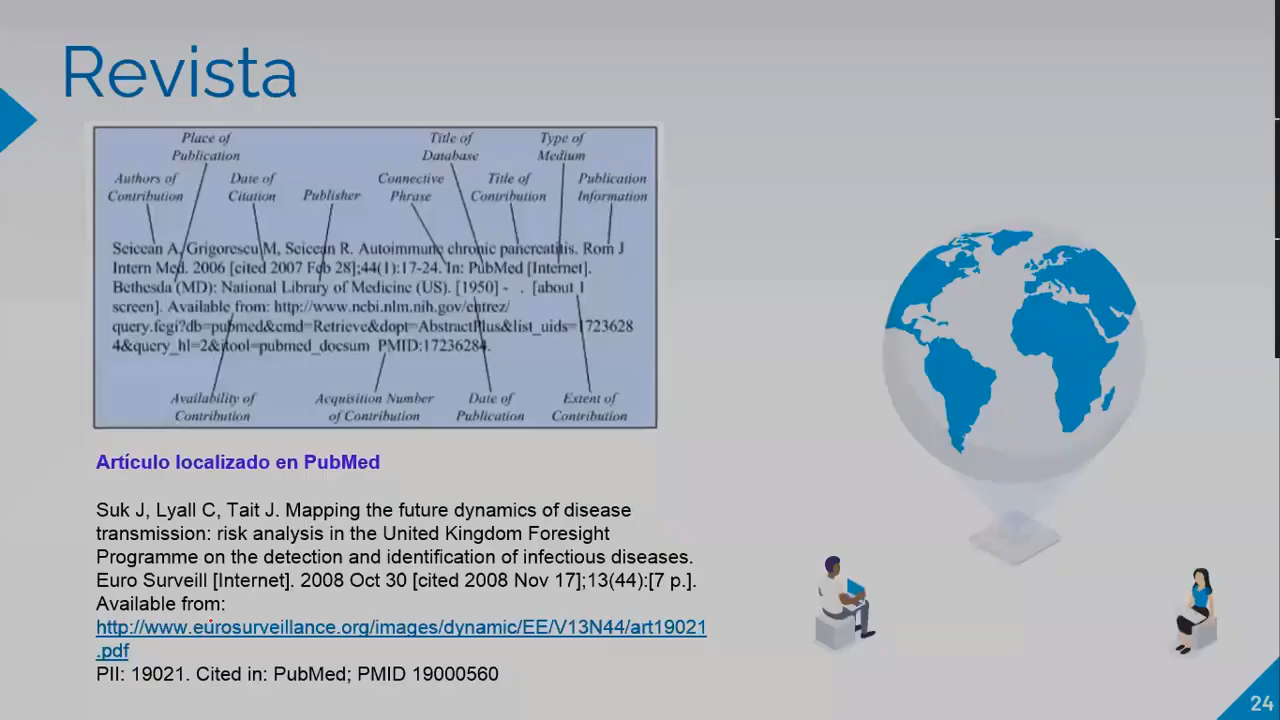 Revista
Place of Publication
Title of Database
Type of Medium
Authors of Contribution
Date of Citation
Publisher
Connective Phrase
Title of Contribution
Publication Information
Scicean A, Grigorescu M, Scicean R. Autoimmune chronic pancreatitis. Rom J
Intern Med. 2006 [cited 2007 Feb 28];44(1):17-24. In: PubMed [Internet].
Bethesda (MD): National Library of Medicine (US). [1950] - . [about 1
screen]. Available from: http://www.ncbi.nlm.nih.gov/entrez/
query.fcgi?db=pubmed&cmd=Retrieve&dopt=AbstractPlus&list_uids=1723628
4&query_hl=2&itool=pubmed_docsum PMID:17236284.
Availability of Contribution
Acquisition Number of Contribution
Date of Publication
Extent of Contribution
Artículo localizado en PubMed
Suk J, Lyall C, Tait J. Mapping the future dynamics of disease
transmission: risk analysis in the United Kingdom Foresight
Programme on the detection and identification of infectious diseases.
Euro Surveill [Internet]. 2008 Oct 30 [cited 2008 Nov 17];13(44):[7 p.].
Available from:
http://www.eurosurveillance.org/images/dynamic/EE/V13N44/art19021
.pdf
PII: 19021. Cited in: PubMed; PMID 19000560
24